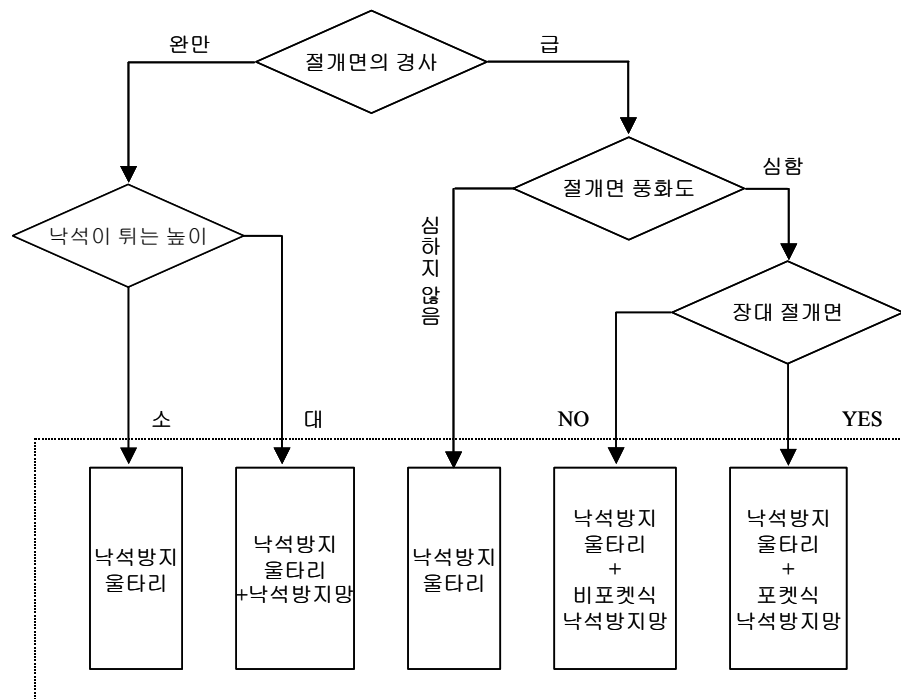 완만
절개면의 경사
급
심함
절개면 풍화도
낙석이 튀는 높이
심
하
지
않
음
장대 절개면
소
대
NO
YES
낙석방지
울타리
낙석방지
울타리
+낙석방지망
낙석방지
울타리
낙석방지
울타리
+
비포켓식
낙석방지망
낙석방지
울타리
+
포켓식
낙석방지망